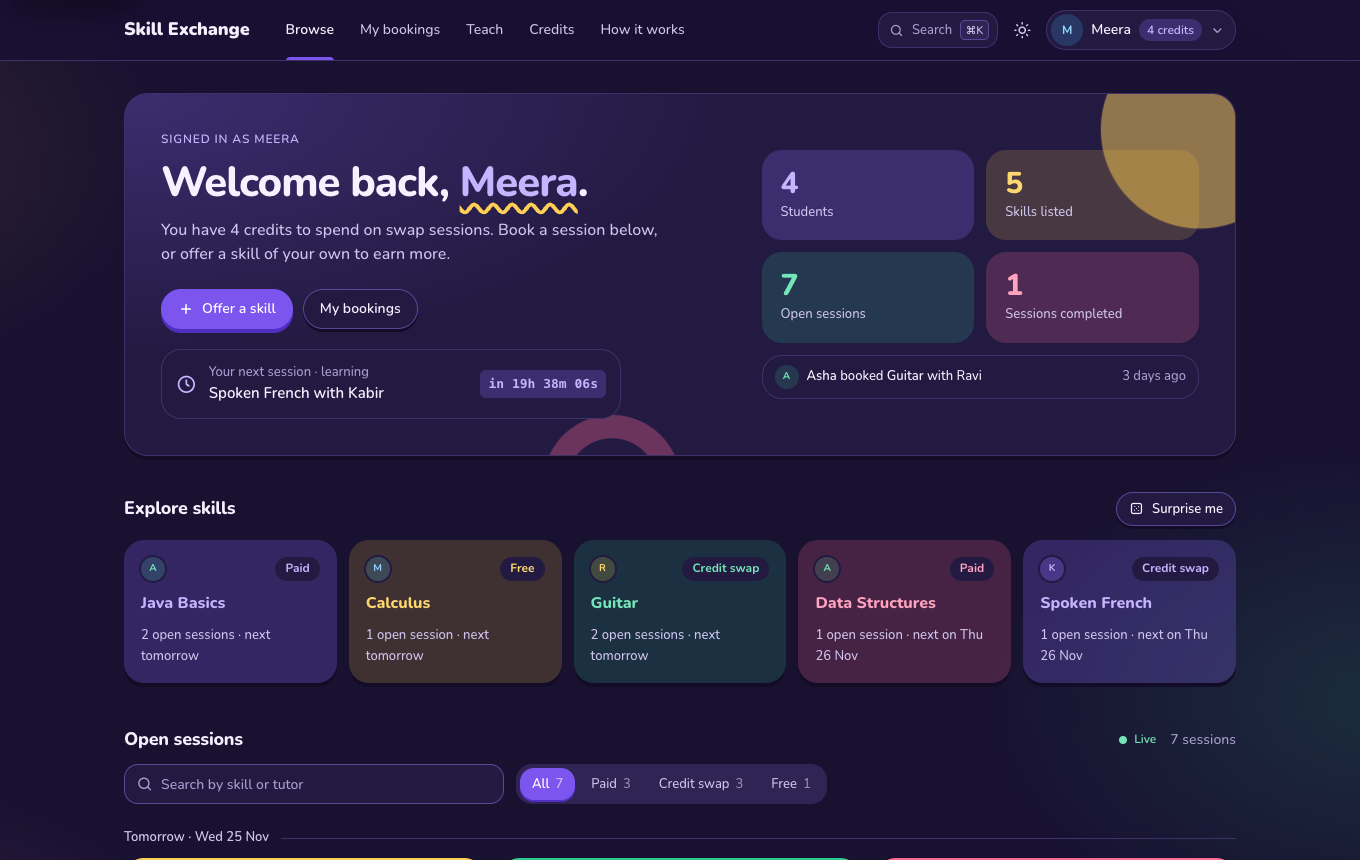 Skill Exchange
Browse
My bookings
Teach
Credits
How it works
Search ⌘K
M Meera 4 credits
SIGNED IN AS MEERA
Welcome back, Meera.
You have 4 credits to spend on swap sessions. Book a session below,
or offer a skill of your own to earn more.
+ Offer a skill
My bookings
Your next session · learning
Spoken French with Kabir
in 19h 38m 06s
4
Students
5
Skills listed
7
Open sessions
1
Sessions completed
A Asha booked Guitar with Ravi 3 days ago
Explore skills
Surprise me
A Paid
Java Basics
2 open sessions · next
tomorrow
M Free
Calculus
1 open session · next
tomorrow
R Credit swap
Guitar
2 open sessions · next
tomorrow
A Paid
Data Structures
1 open session · next on Thu
26 Nov
K Credit swap
Spoken French
1 open session · next on Thu
26 Nov
Open sessions
Live 7 sessions
Search by skill or tutor
All 7
Paid 3
Credit swap 3
Free 1
Tomorrow · Wed 25 Nov